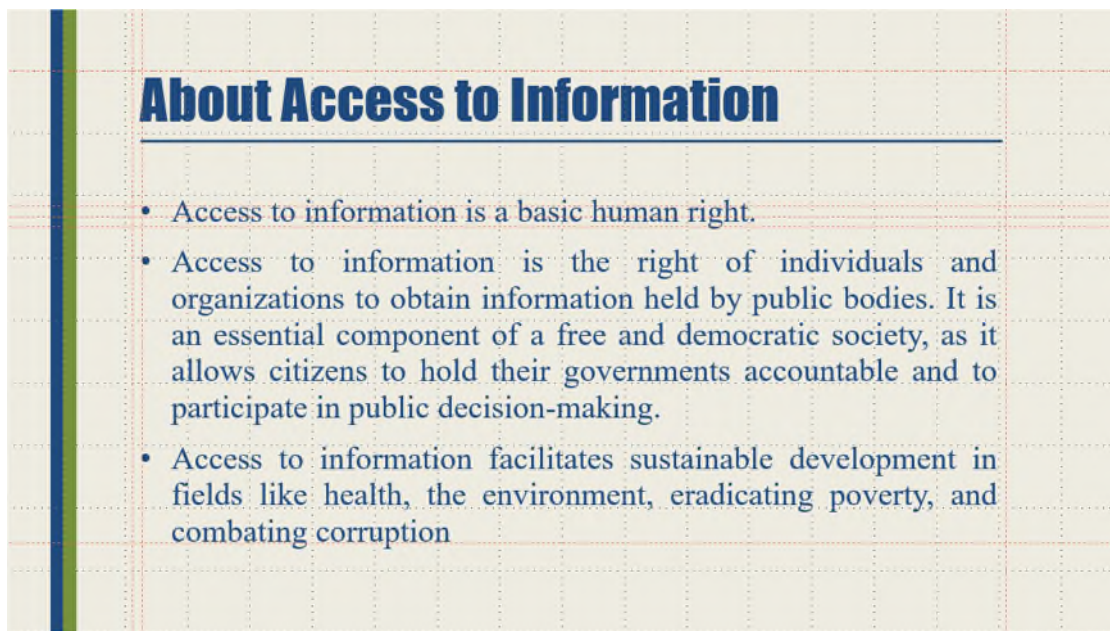 About Access to Information
• Access to information is a basic human right.
• Access to information is the right of individuals and
organizations to obtain information held by public bodies. It is
an essential component of a free and democratic society, as it
allows citizens to hold their governments accountable and to
participate in public decision-making.
• Access to information facilitates sustainable development in
fields like health, the environment, eradicating poverty, and
combating corruption